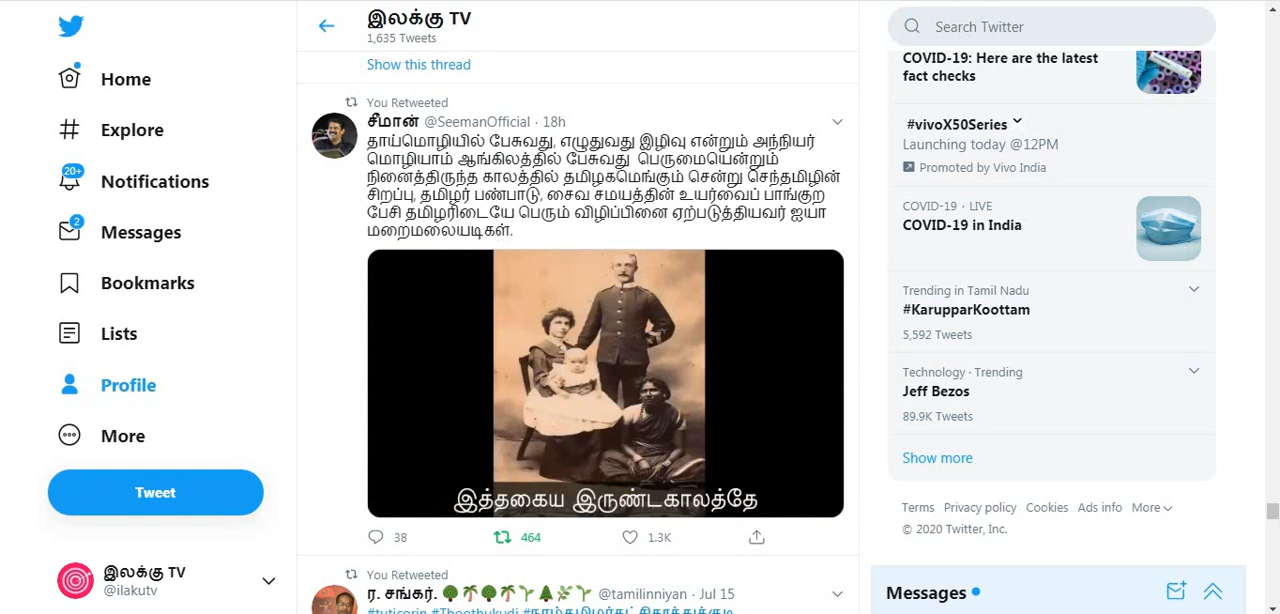 இலக்கு TV
1,635 Tweets
Show this thread
You Retweeted
சீமான் @SeemanOfficial · 18h
தாய்மொழியில் பேசுவது, எழுதுவது இழிவு என்றும் அந்நியர்
மொழியாம் ஆங்கிலத்தில் பேசுவது பெருமையென்றும்
நினைத்திருந்த காலத்தில் தமிழகமெங்கும் சென்று செந்தமிழின்
சிறப்பு, தமிழர் பண்பாடு, சைவ சமயத்தின் உயர்வைப் பாங்குற
பேசி தமிழரிடையே பெரும் விழிப்பினை ஏற்படுத்தியவர் ஐயா
மறைமலையடிகள்.
இத்தகைய இருண்டகாலத்தே
38
464
1.3K
You Retweeted
ர. சங்கர். @tamilinniyan · Jul 15
#tuticorin #Thoothukudi
Home
Explore
20+
Notifications
2
Messages
Bookmarks
Lists
Profile
More
Tweet
இலக்கு TV
@ilakutv
Search Twitter
COVID-19: Here are the latest
fact checks
#vivoX50Series
Launching today @12PM
Promoted by Vivo India
COVID-19 · LIVE
COVID-19 in India
Trending in Tamil Nadu
#KarupparKoottam
5,592 Tweets
Technology · Trending
Jeff Bezos
89.9K Tweets
Show more
Terms Privacy policy Cookies Ads info More
© 2020 Twitter, Inc.
Messages